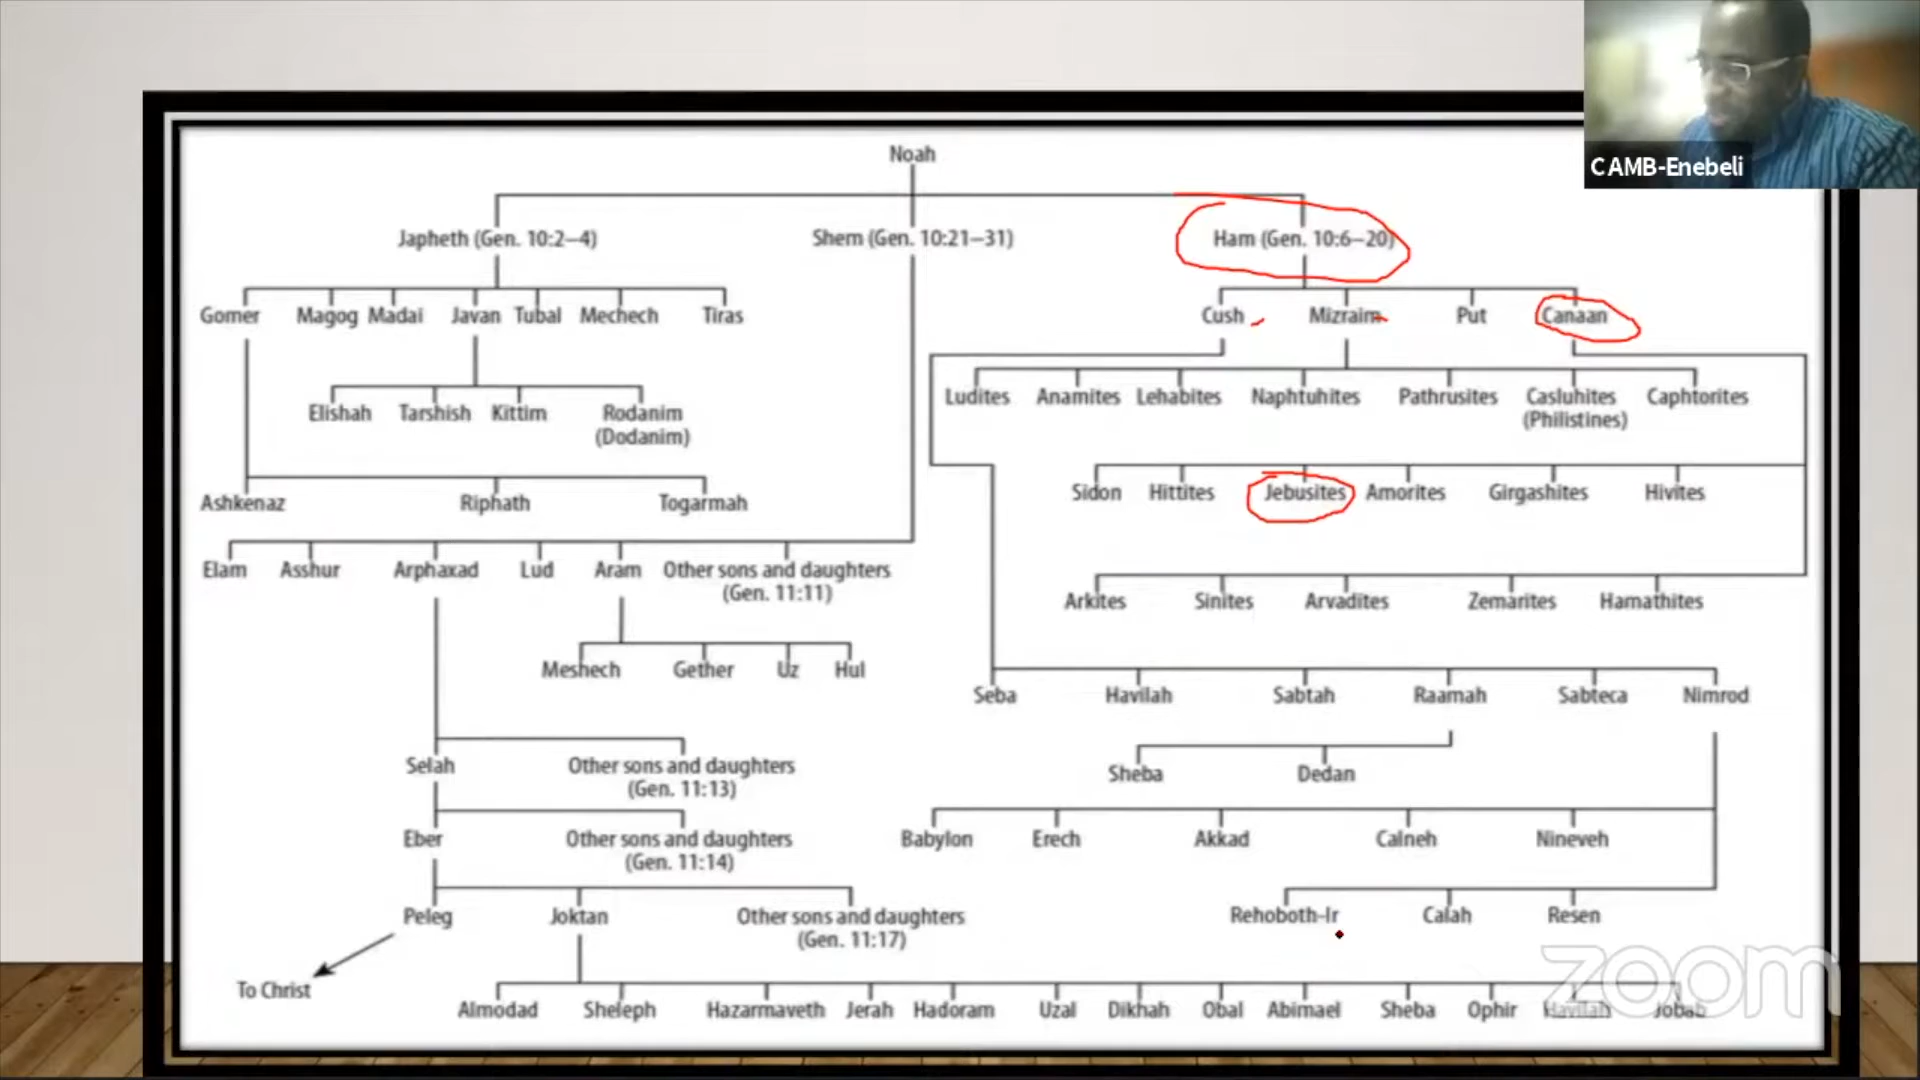 CAMB-Enebeli
Noah
Japheth (Gen. 10:2–4) Shem (Gen. 10:21–31) Ham (Gen. 10:6–20)
Gomer Magog Madai Javan Tubal Mechech Tiras Cush Mizraim Put Canaan
Ludites Anamites Lehabites Naphtuhites Pathrusites Casluhites Caphtorites
(Philistines)
Elishah Tarshish Kittim Rodanim
(Dodanim)
Sidon Hittites Jebusites Amorites Girgashites Hivites
Ashkenaz Riphath Togarmah
Elam Asshur Arphaxad Lud Aram Other sons and daughters
(Gen. 11:11)
Arkites Sinites Arvadites Zemarites Hamathites
Meshech Gether Uz Hul
Seba Havilah Sabtah Raamah Sabteca Nimrod
Selah Other sons and daughters
(Gen. 11:13)
Sheba Dedan
Eber Other sons and daughters
(Gen. 11:14)
Babylon Erech Akkad Calneh Nineveh
Peleg Joktan Other sons and daughters
(Gen. 11:17)
Rehoboth-Ir Calah Resen
To Christ
Almodad Sheleph Hazarmaveth Jerah Hadoram Uzal Dikhah Obal Abimael Sheba Ophir Havilah Jobab
zoom